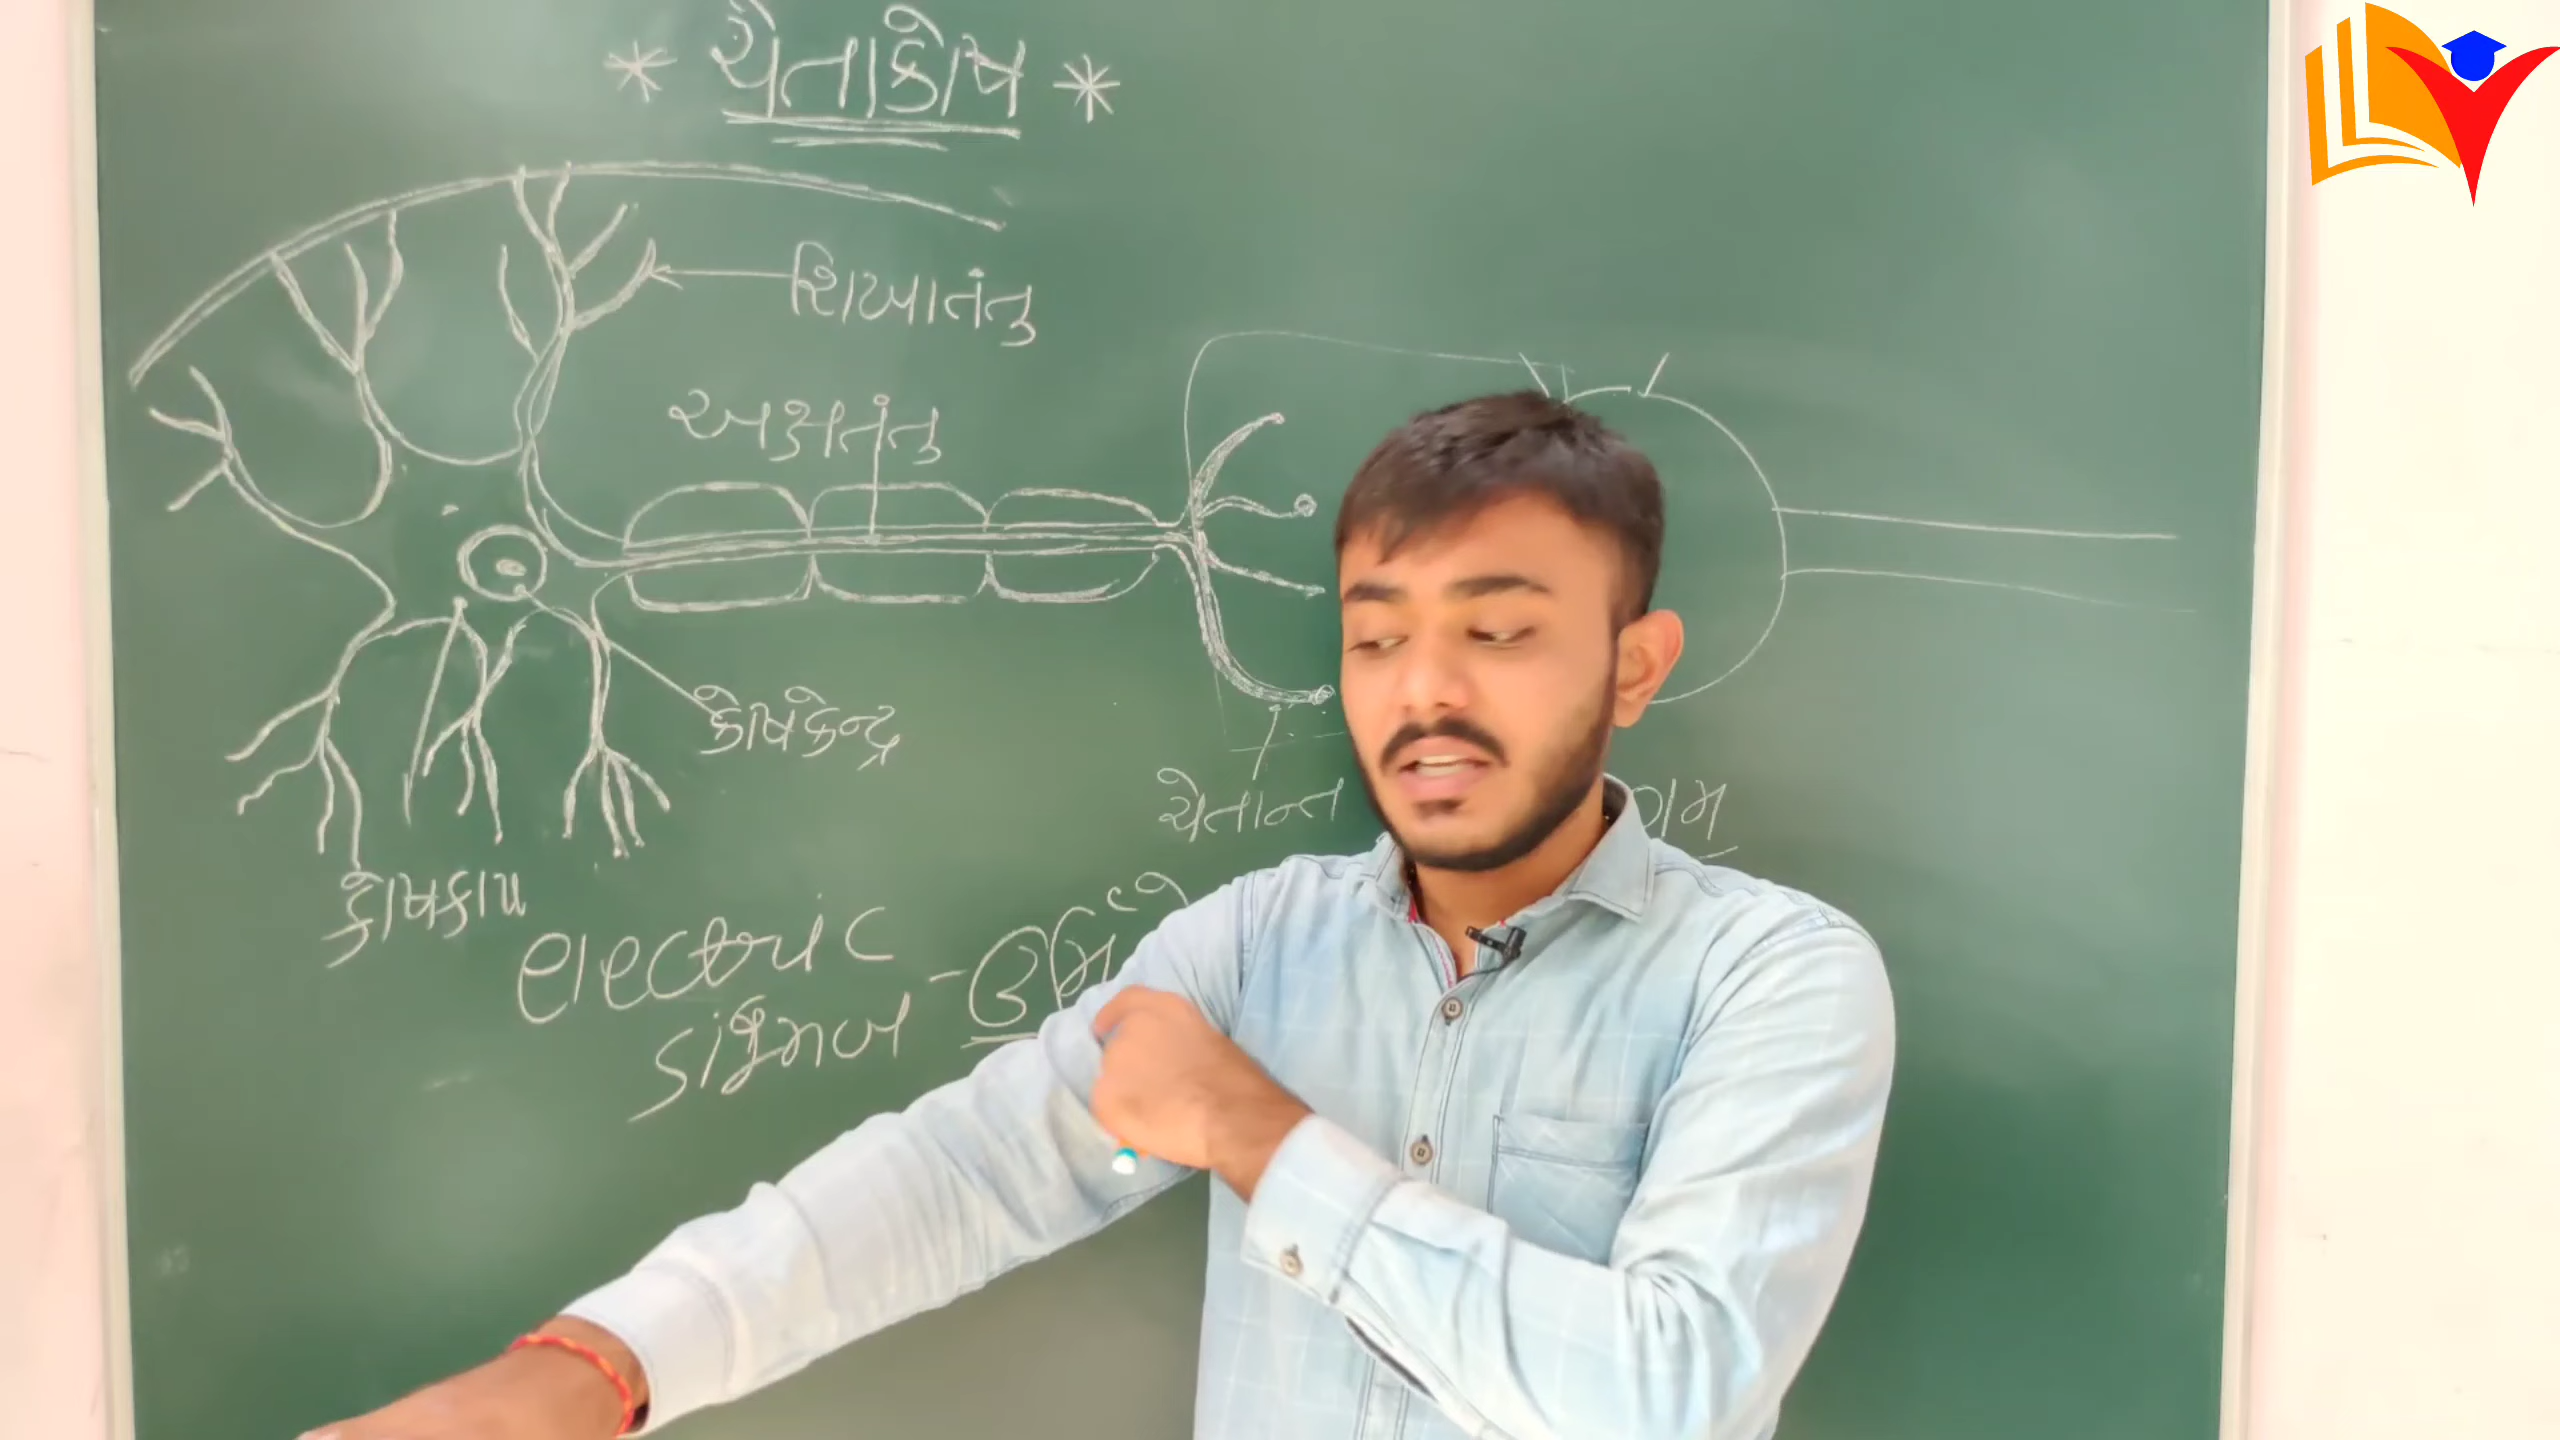 * ચેતાકોષ *
શિખાતંતુ
અક્ષતંતુ
કોષકેન્દ્ર
ચેતાન્ત
કોષકાય
electric
signal -